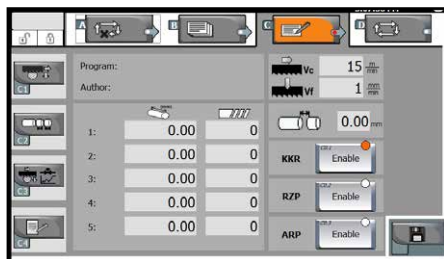 A
B
C
D
C1
Program:
Author:
Vc 15 m/min
Vf 1 mm/min
C2
0.00 mm
1: 0.00 0
2: 0.00 0
KKR Enable
C3
3: 0.00 0
RZP Enable
4: 0.00 0
C4
5: 0.00 0
ARP Enable